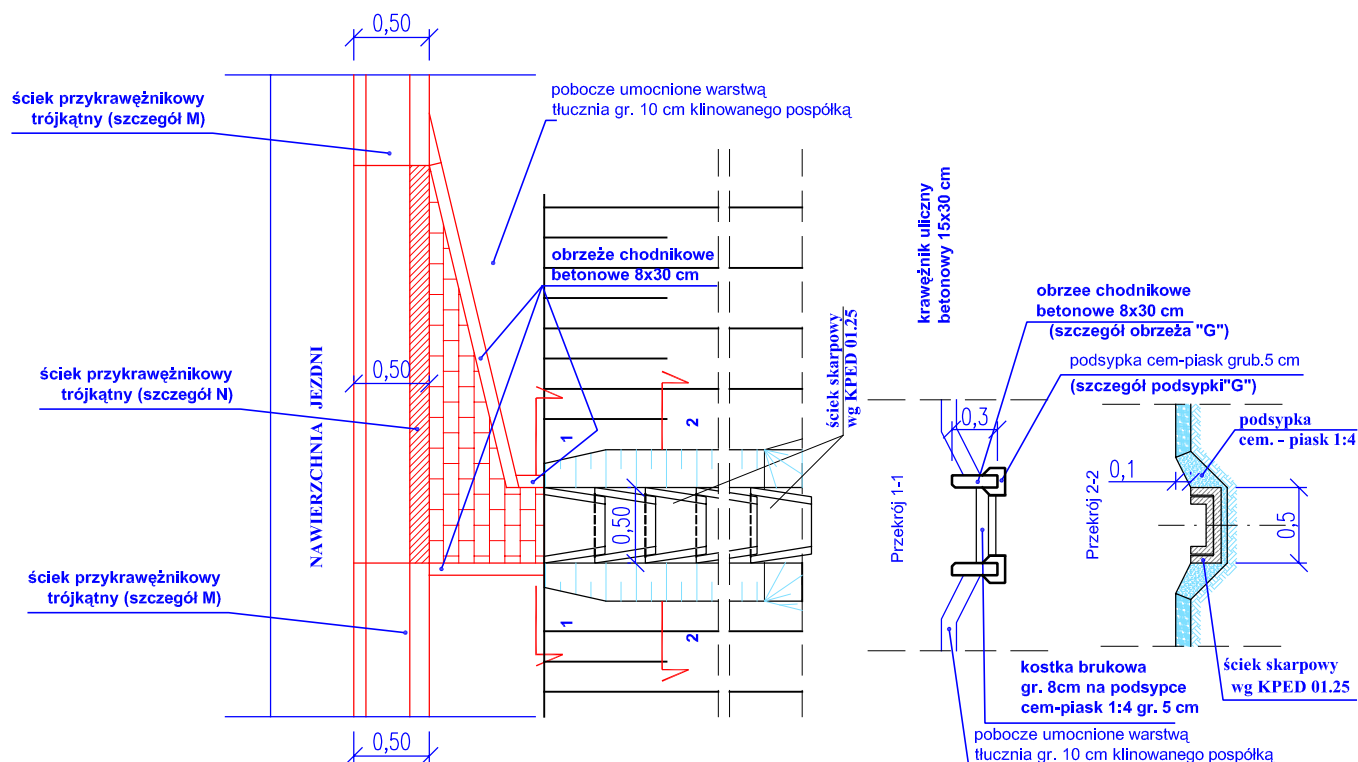 0,50
ściek przykrawężnikowy
trójkątny (szczegół M)
pobocze umocnione warstwą
tłucznia gr. 10 cm klinowanego pospółką
obrzeże chodnikowe
betonowe 8x30 cm
NAWIERZCHNIA JEZDNI
0,50
ściek przykrawężnikowy
trójkątny (szczegół N)
ściek przykrawężnikowy
trójkątny (szczegół M)
0,50
1
2
0,50
1
2
ściek skarpowy
wg KPED 01.25
krawężnik uliczny
betonowy 15x30 cm
obrzee chodnikowe
betonowe 8x30 cm
(szczegół obrzeża "G")
podsypka cem-piask grub.5 cm
(szczegół podsypki"G")
0,3
Przekrój 1-1
kostka brukowa
gr. 8cm na podsypce
cem-piask 1:4 gr. 5 cm
pobocze umocnione warstwą
tłucznia gr. 10 cm klinowanego pospółką
podsypka
cem. - piask 1:4
0,1
0,5
Przekrój 2-2
ściek skarpowy
wg KPED 01.25